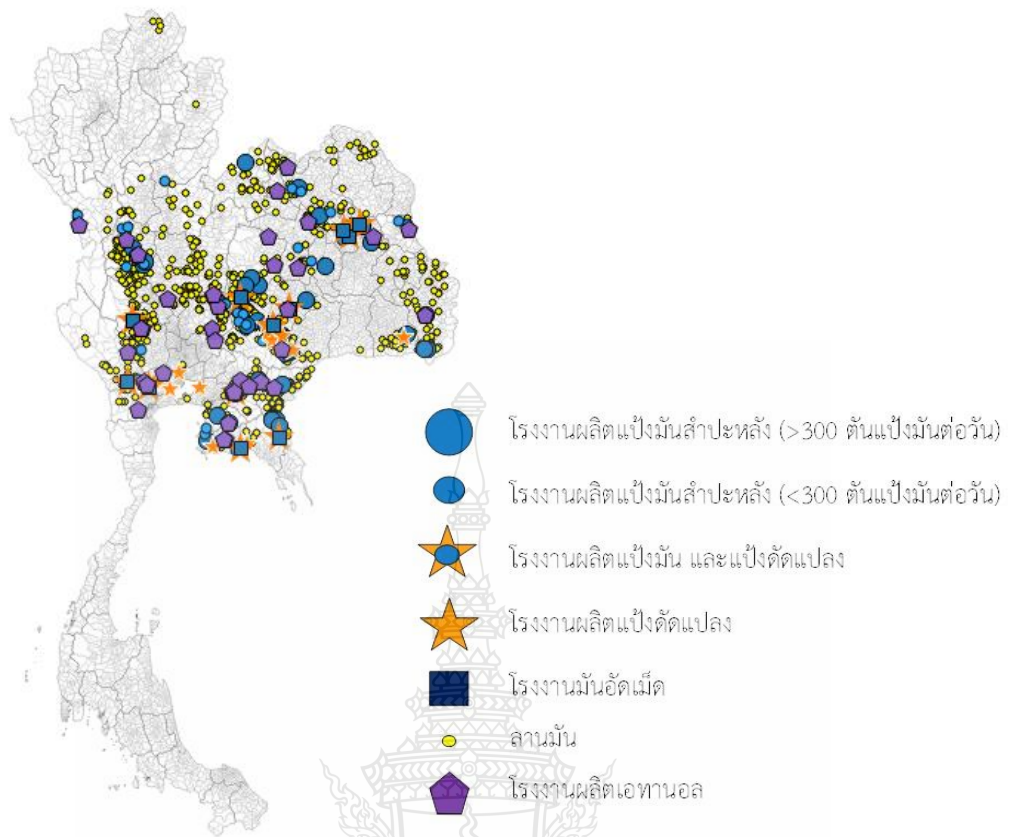 โรงงานผลิตแป้งมันสำปะหลัง (>300 ตันแป้งมันต่อวัน)
โรงงานผลิตแป้งมันสำปะหลัง (<300 ตันแป้งมันต่อวัน)
โรงงานผลิตแป้งมัน และแป้งดัดแปลง
โรงงานผลิตแป้งดัดแปลง
โรงงานมันอัดเม็ด
ลานมัน
โรงงานผลิตเอทานอล